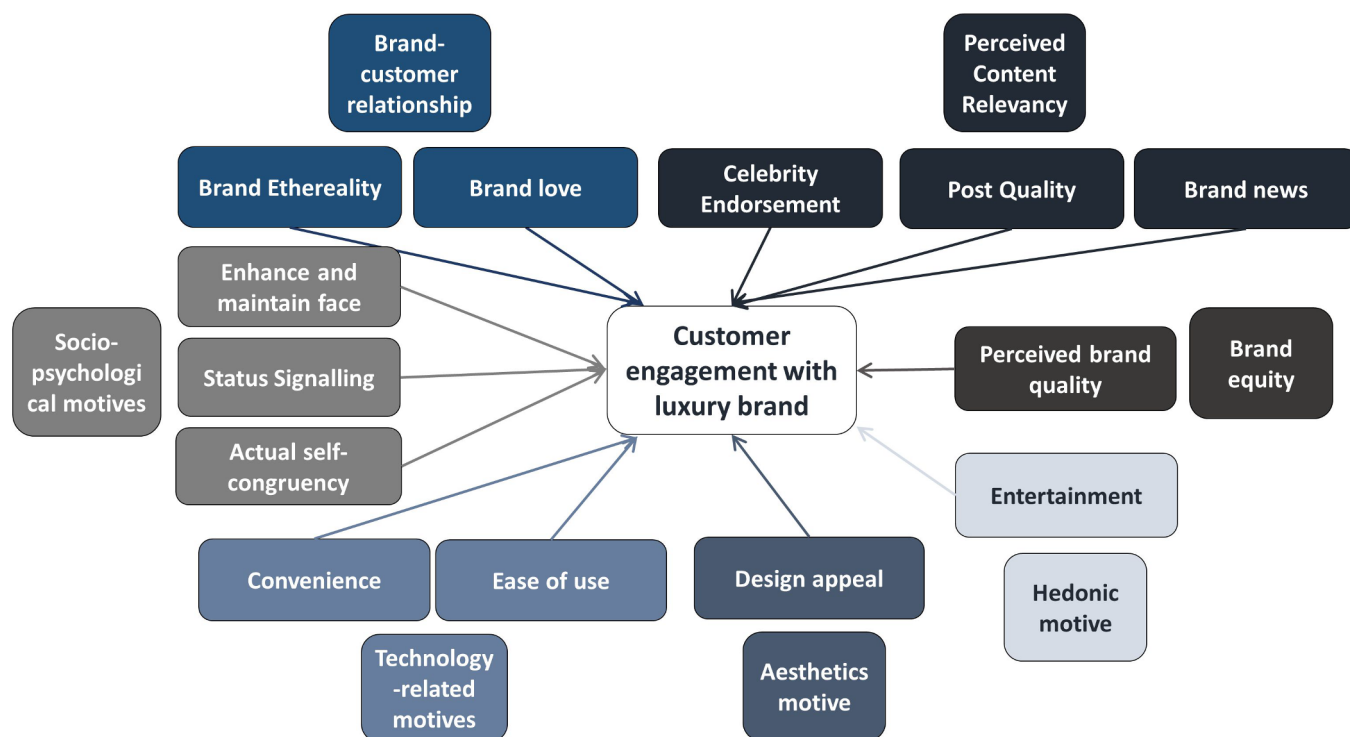 Brand-
customer
relationship
Perceived
Content
Relevancy
Brand Ethereality
Brand love
Celebrity
Endorsement
Post Quality
Brand news
Enhance and
maintain face
Socio-
psychologi
cal motives
Status Signalling
Actual self-
congruency
Customer
engagement with
luxury brand
Perceived brand
quality
Brand
equity
Entertainment
Hedonic
motive
Convenience
Ease of use
Design appeal
Technology
-related
motives
Aesthetics
motive